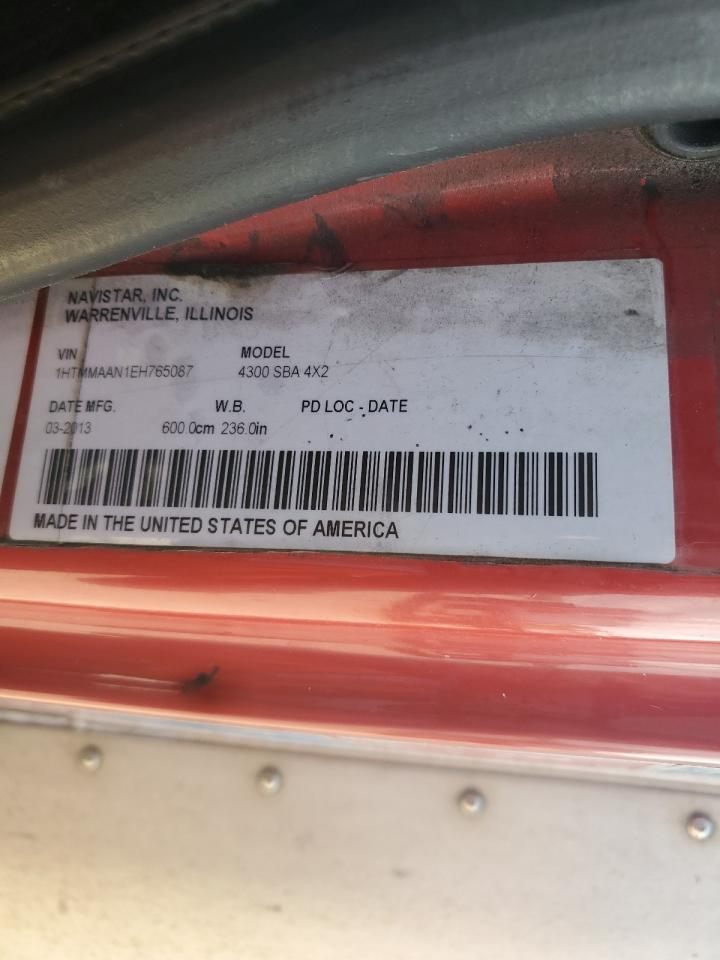 NAVISTAR, INC.
WARRENVILLE, ILLINOIS
VIN MODEL
1HTMMAAN1EH765087 4300 SBA 4X2
DATE MFG. W.B. PD LOC - DATE
03-2013 600.0cm 236.0in
MADE IN THE UNITED STATES OF AMERICA